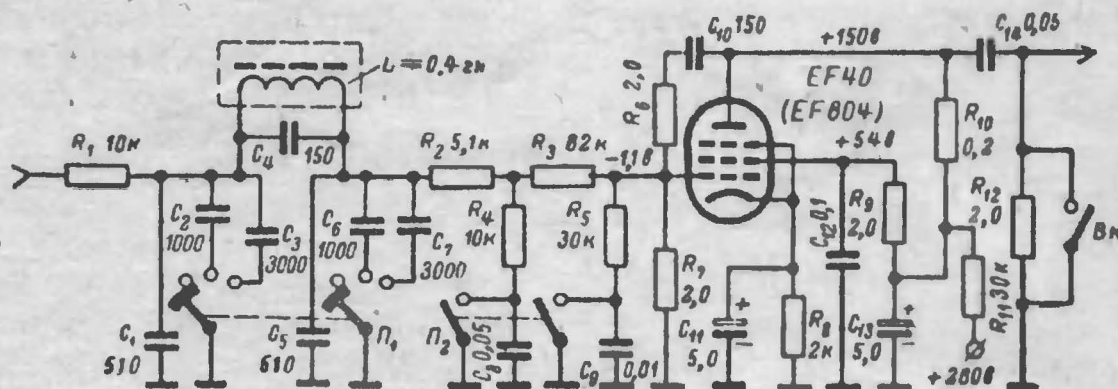 R1 10к
C2
1000
C3
3000
C1
510
C4
150
L=0,4гн
C5
510
C6
1000
C7
3000
П1
R2 5,1к
R3 82к
R4
10к
R5
30к
П2
C8 0,05
C9 0,01
-1,1в
R6 2,0
C10 150
R7
2,0
C11
5,0
R8
2к
+150в
EF40
(EF804)
+54в
C12 0,1
R9
2,0
C13
5,0
R10
0,2
R11 30к
+280в
C14 0,05
R12
2,0
Вк